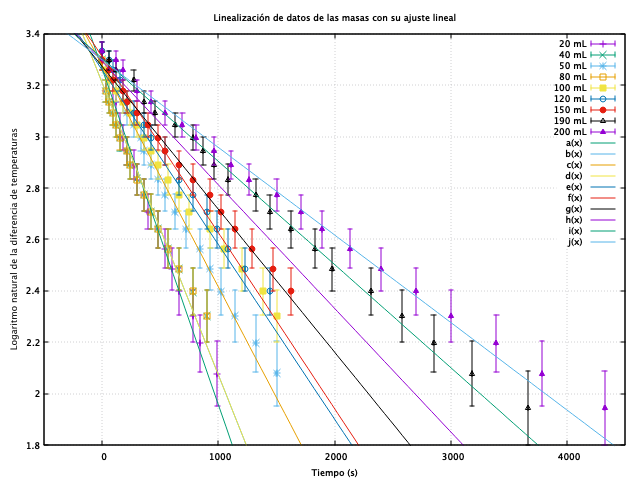 Linealización de datos de las masas con su ajuste lineal
Logaritmo natural de la diferencia de temperaturas
3.4
3.2
3
2.8
2.6
2.4
2.2
2
1.8
0
1000
2000
3000
4000
Tiempo (s)
20 mL
40 mL
50 mL
80 mL
100 mL
120 mL
150 mL
190 mL
200 mL
a(x)
b(x)
c(x)
d(x)
e(x)
f(x)
g(x)
h(x)
i(x)
j(x)